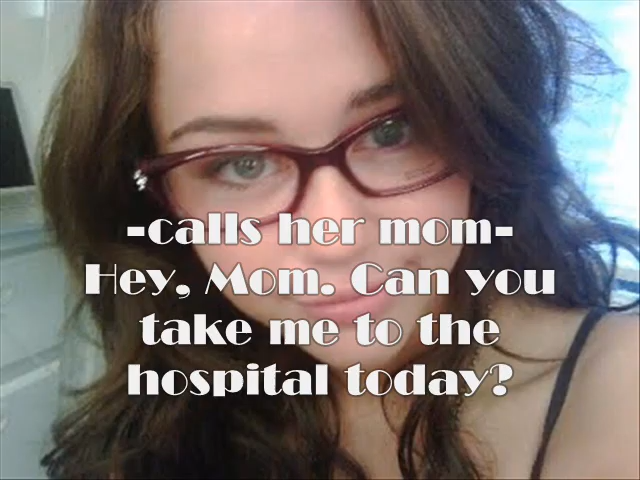 -calls her mom-
Hey, Mom. Can you
take me to the
hospital today?